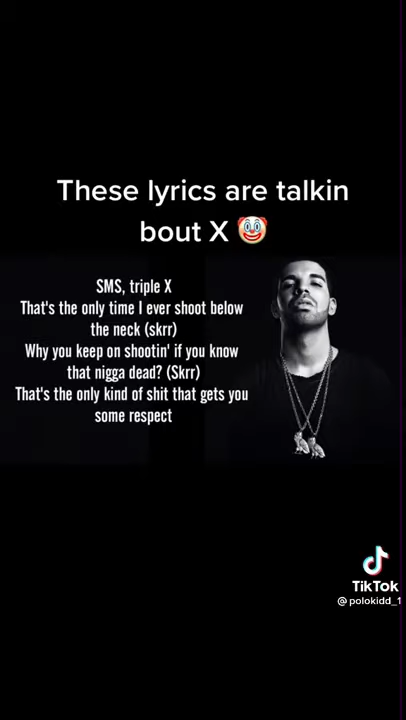 These lyrics are talkin
bout X 🤡
SMS, triple X
That's the only time I ever shoot below
the neck (skrr)
Why you keep on shootin' if you know
that nigga dead? (Skrr)
That's the only kind of shit that gets you
some respect
TikTok
@polokidd_1